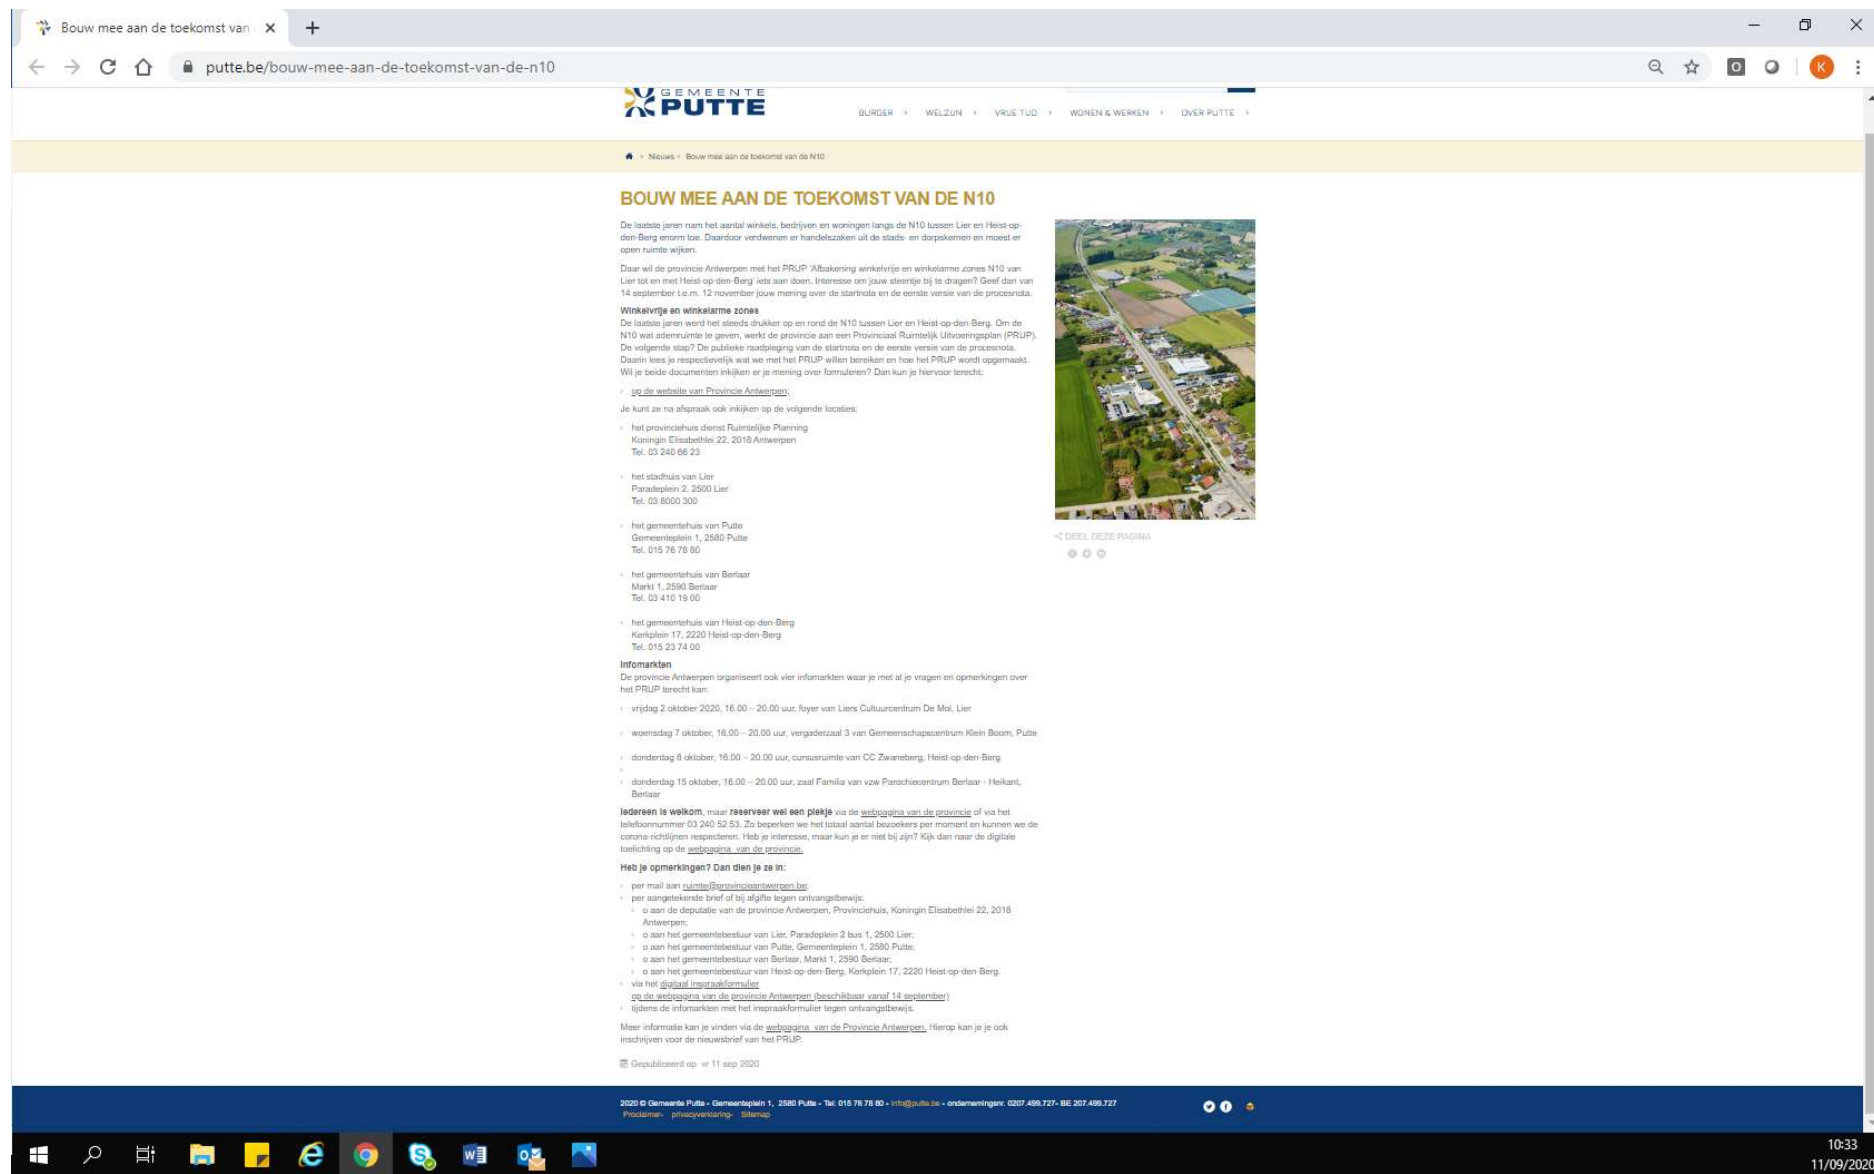 Bouw mee aan de toekomst van
putte.be/bouw-mee-aan-de-toekomst-van-de-n10
K
GEMEENTE
PUTTE
BURGER › WELZIJN › VRIJE TIJD › WONEN & WERKEN › OVER PUTTE ›
Nieuws › Bouw mee aan de toekomst van de N10
BOUW MEE AAN DE TOEKOMST VAN DE N10
De laatste jaren nam het aantal winkels, bedrijven en woningen langs de N10 tussen Lier en Heist-op-
den-Berg enorm toe. Daardoor verdwenen er handelszaken uit de stads- en dorpskernen en moest er
open ruimte wijken.
Daar wil de provincie Antwerpen met het PRUP 'Afbakening winkelvrije en winkelarme zones N10 van
Lier tot en met Heist-op-den-Berg' iets aan doen. Interesse om jouw steentje bij te dragen? Geef dan van
14 september t.e.m. 12 november jouw mening over de startnota en de eerste versie van de procesnota.
Winkelvrije en winkelarme zones
De laatste jaren werd het steeds drukker op en rond de N10 tussen Lier en Heist-op-den-Berg. Om de
N10 wat ademruimte te geven, werkt de provincie aan een Provinciaal Ruimtelijk Uitvoeringsplan (PRUP).
De volgende stap? De publieke raadpleging van de startnota en de eerste versie van de procesnota.
Daarin lees je respectievelijk wat we met het PRUP willen bereiken en hoe het PRUP wordt opgemaakt.
Wil je beide documenten inkijken er je mening over formuleren? Dan kun je hiervoor terecht:
op de website van Provincie Antwerpen;
Je kunt ze na afspraak ook inkijken op de volgende locaties:
het provinciehuis dienst Ruimtelijke Planning
Koningin Elisabethlei 22, 2018 Antwerpen
Tel. 03 240 66 23
het stadhuis van Lier
Paradeplein 2, 2500 Lier
Tel. 03 8000 300
het gemeentehuis van Putte
Gemeenteplein 1, 2580 Putte
Tel. 015 76 78 80
het gemeentehuis van Berlaar
Markt 1, 2590 Berlaar
Tel. 03 410 19 00
het gemeentehuis van Heist-op-den-Berg
Kerkplein 17, 2220 Heist-op-den-Berg
Tel. 015 23 74 00
Infomarkten
De provincie Antwerpen organiseert ook vier infomarkten waar je met al je vragen en opmerkingen over
het PRUP terecht kan:
vrijdag 2 oktober 2020, 16.00 – 20.00 uur, foyer van Liers Cultuurcentrum De Mol, Lier
woensdag 7 oktober, 16.00 – 20.00 uur, vergaderzaal 3 van Gemeenschapscentrum Klein Boom, Putte
donderdag 8 oktober, 16.00 – 20.00 uur, cursusruimte van CC Zwaneberg, Heist-op-den-Berg
donderdag 15 oktober, 16.00 – 20.00 uur, zaal Familia van vzw Parochiecentrum Berlaar - Heikant,
Berlaar
Iedereen is welkom, maar reserveer wel een plekje via de webpagina van de provincie of via het
telefoonnummer 03 240 52 53. Zo beperken we het totaal aantal bezoekers per moment en kunnen we de
corona-richtlijnen respecteren. Heb je interesse, maar kun je er niet bij zijn? Kijk dan naar de digitale
toelichting op de webpagina van de provincie.
Heb je opmerkingen? Dan dien je ze in:
per mail aan ruimte@provincieantwerpen.be;
per aangetekende brief of bij afgifte tegen ontvangstbewijs:
o aan de deputatie van de provincie Antwerpen, Provinciehuis, Koningin Elisabethlei 22, 2018
Antwerpen;
o aan het gemeentebestuur van Lier, Paradeplein 2 bus 1, 2500 Lier;
o aan het gemeentebestuur van Putte, Gemeenteplein 1, 2580 Putte;
o aan het gemeentebestuur van Berlaar, Markt 1, 2590 Berlaar;
o aan het gemeentebestuur van Heist-op-den-Berg, Kerkplein 17, 2220 Heist-op-den-Berg.
via het digitaal inspraakformulier
op de webpagina van de provincie Antwerpen (beschikbaar vanaf 14 september)
tijdens de infomarkten met het inspraakformulier tegen ontvangstbewijs.
Meer informatie kan je vinden via de webpagina van de Provincie Antwerpen. Hierop kan je je ook
inschrijven voor de nieuwsbrief van het PRUP.
Gepubliceerd op vr 11 sep 2020
DEEL DEZE PAGINA
2020 © Gemeente Putte - Gemeenteplein 1, 2580 Putte - Tel: 015 76 78 80 - info@putte.be - ondernemingsnr. 0207.499.727- BE 207.499.727
Proclaimer- privacyverklaring- Sitemap
10:33
11/09/2020